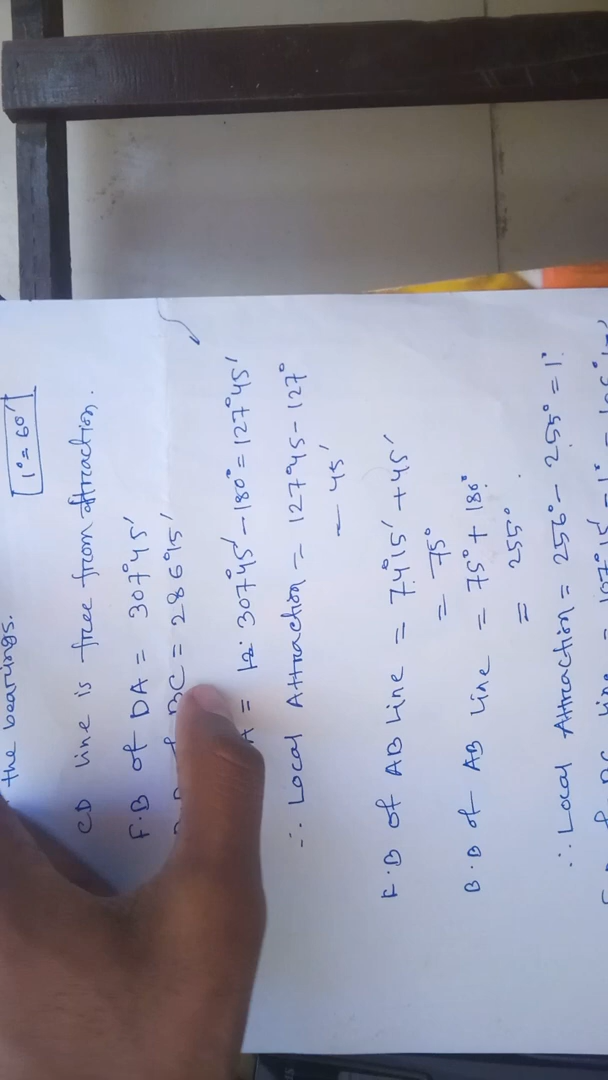 the bearings.
1° = 60'
CD line is free from attraction.
F.B of DA = 307°45'
BC = 286°15'
A = 307°45' - 180° = 127°45'
∴ Local Attraction = 127°45 - 127°
= 45'
F.B of AB line = 74°15' + 45'
= 75°
B.B of AB line = 75° + 180°
= 255°.
∴ Local Attraction = 256° - 255° = 1°.